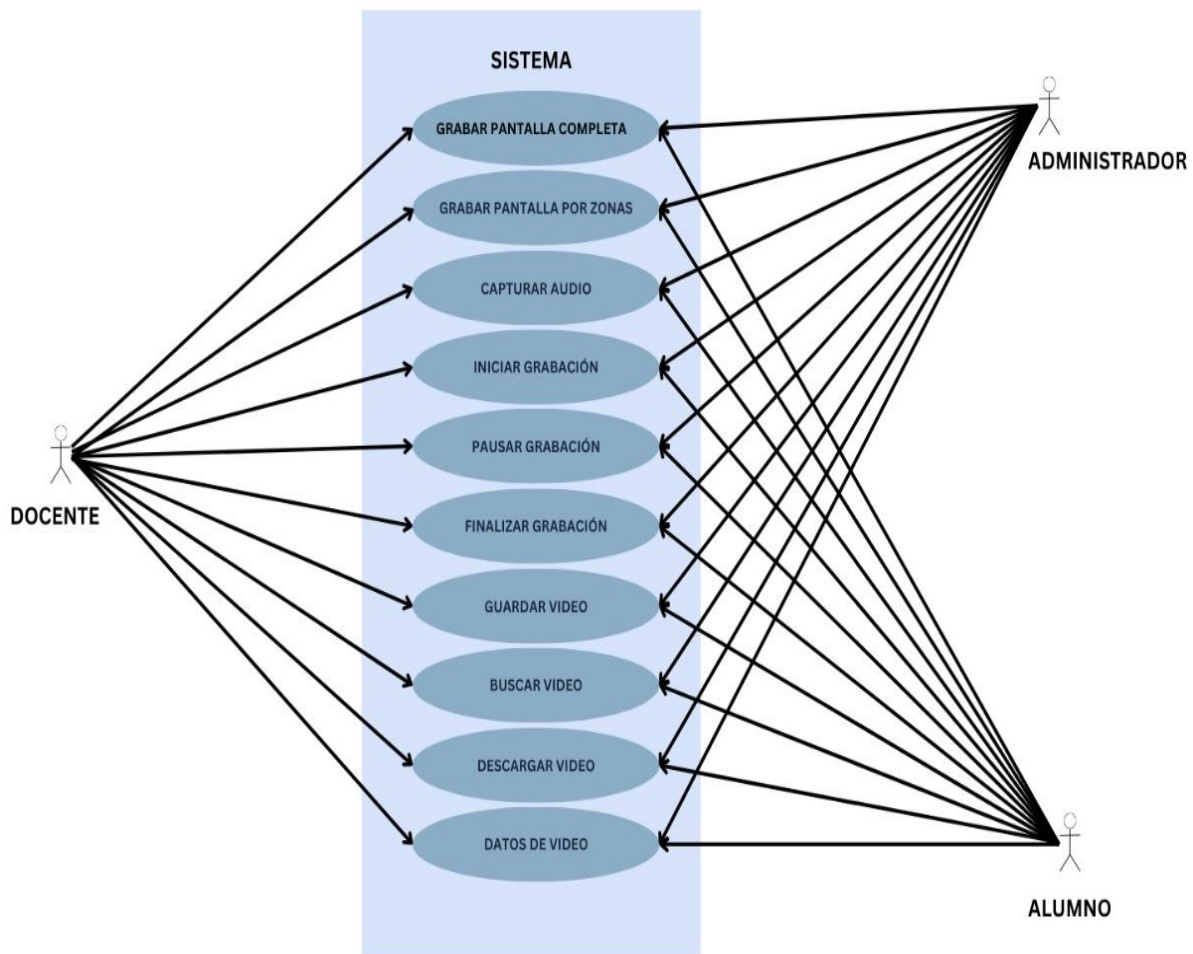 SISTEMA
GRABAR PANTALLA COMPLETA
GRABAR PANTALLA POR ZONAS
CAPTURAR AUDIO
INICIAR GRABACIÓN
PAUSAR GRABACIÓN
FINALIZAR GRABACIÓN
GUARDAR VIDEO
BUSCAR VIDEO
DESCARGAR VIDEO
DATOS DE VIDEO
DOCENTE
ADMINISTRADOR
ALUMNO